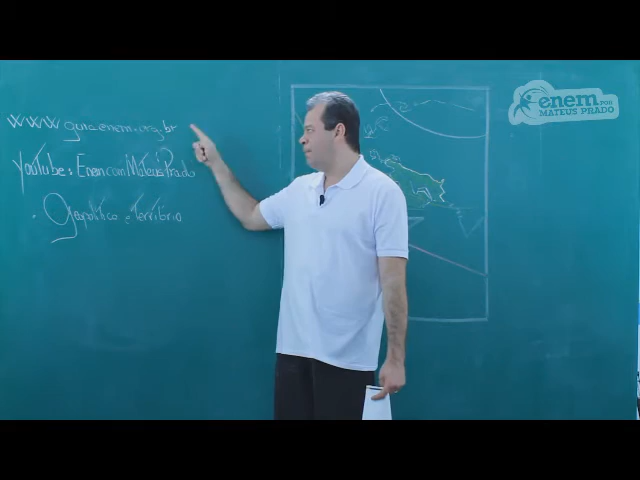 www guiaenem.org.br
YouTube: Enem com Mateus Prado
. Geopolítica e Território
enem POR
MATEUS PRADO